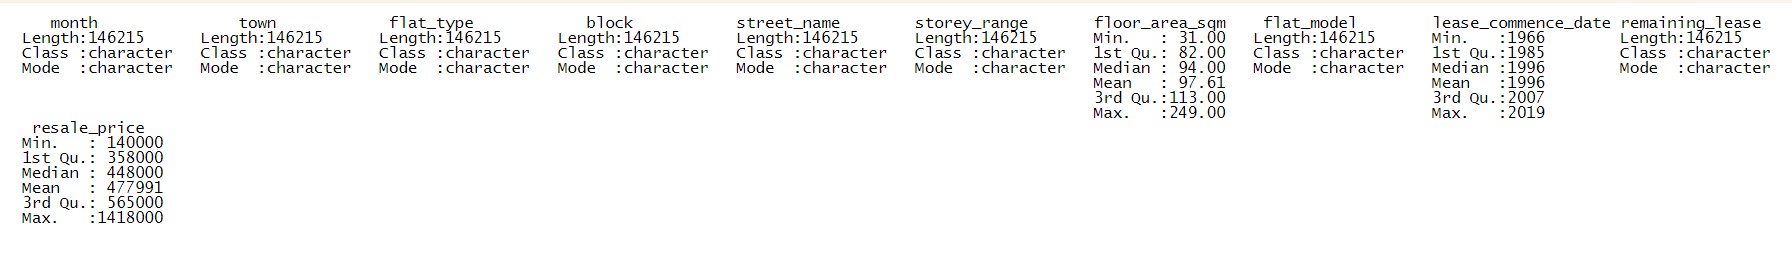 month town flat_type block street_name storey_range floor_area_sqm flat_model lease_commence_date remaining_lease
Length:146215 Length:146215 Length:146215 Length:146215 Length:146215 Length:146215 Min. : 31.00 Length:146215 Min. :1966 Length:146215
Class :character Class :character Class :character Class :character Class :character Class :character 1st Qu.: 82.00 Class :character 1st Qu.:1985 Class :character
Mode :character Mode :character Mode :character Mode :character Mode :character Mode :character Median : 94.00 Mode :character Median :1996 Mode :character
Mean : 97.61 Mean :1996
3rd Qu.:113.00 3rd Qu.:2007
Max. :249.00 Max. :2019
resale_price
Min. : 140000
1st Qu.: 358000
Median : 448000
Mean : 477991
3rd Qu.: 565000
Max. :1418000